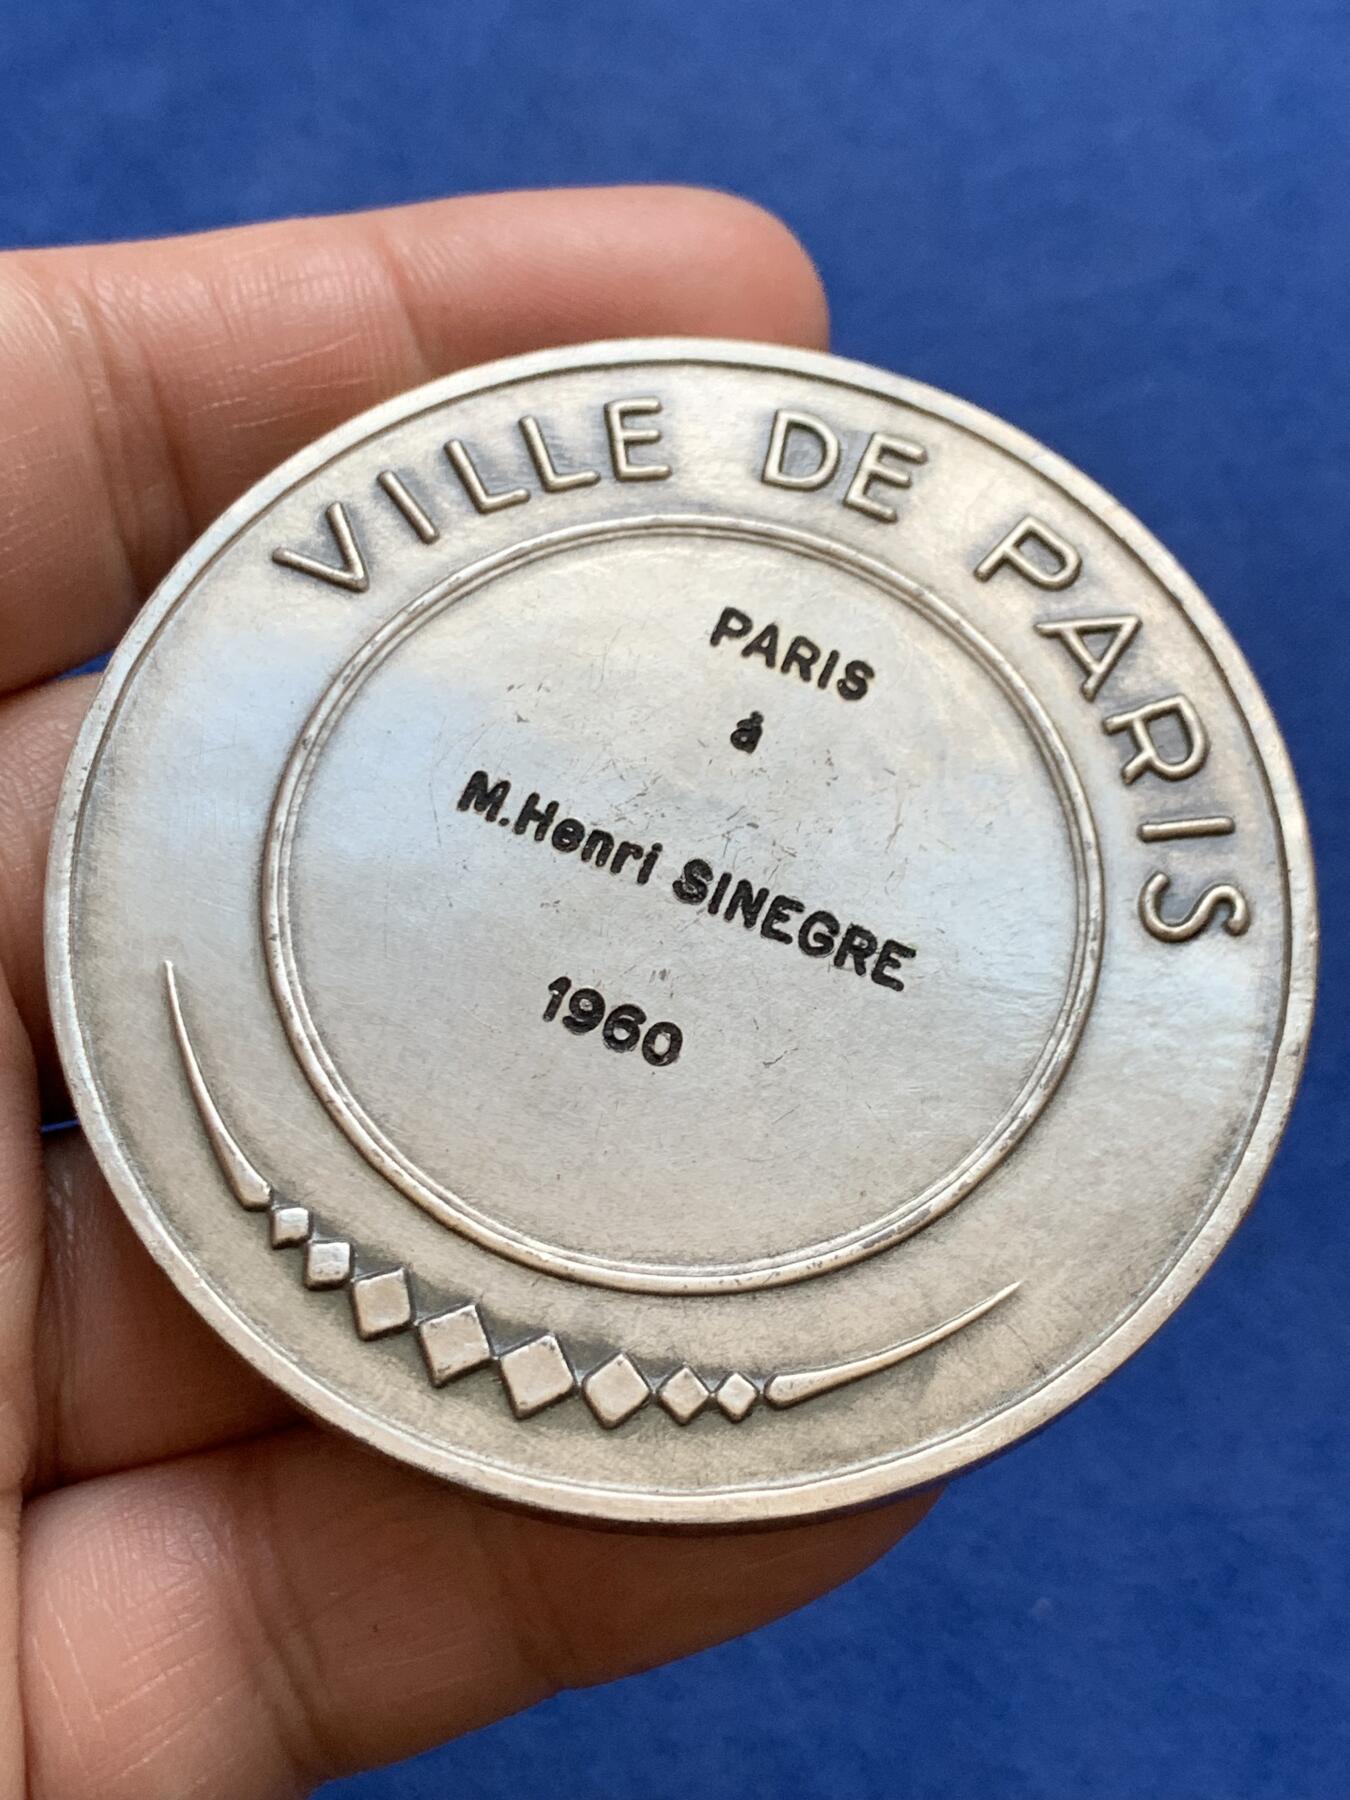 VILLE DE PARIS
PARIS
à
M.Henri SINEGRE
1960